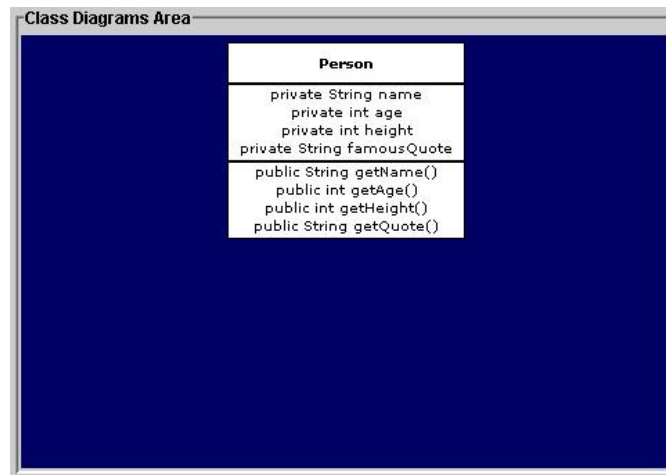 Class Diagrams Area
Person
private String name
private int age
private int height
private String famousQuote
public String getName()
public int getAge()
public int getHeight()
public String getQuote()